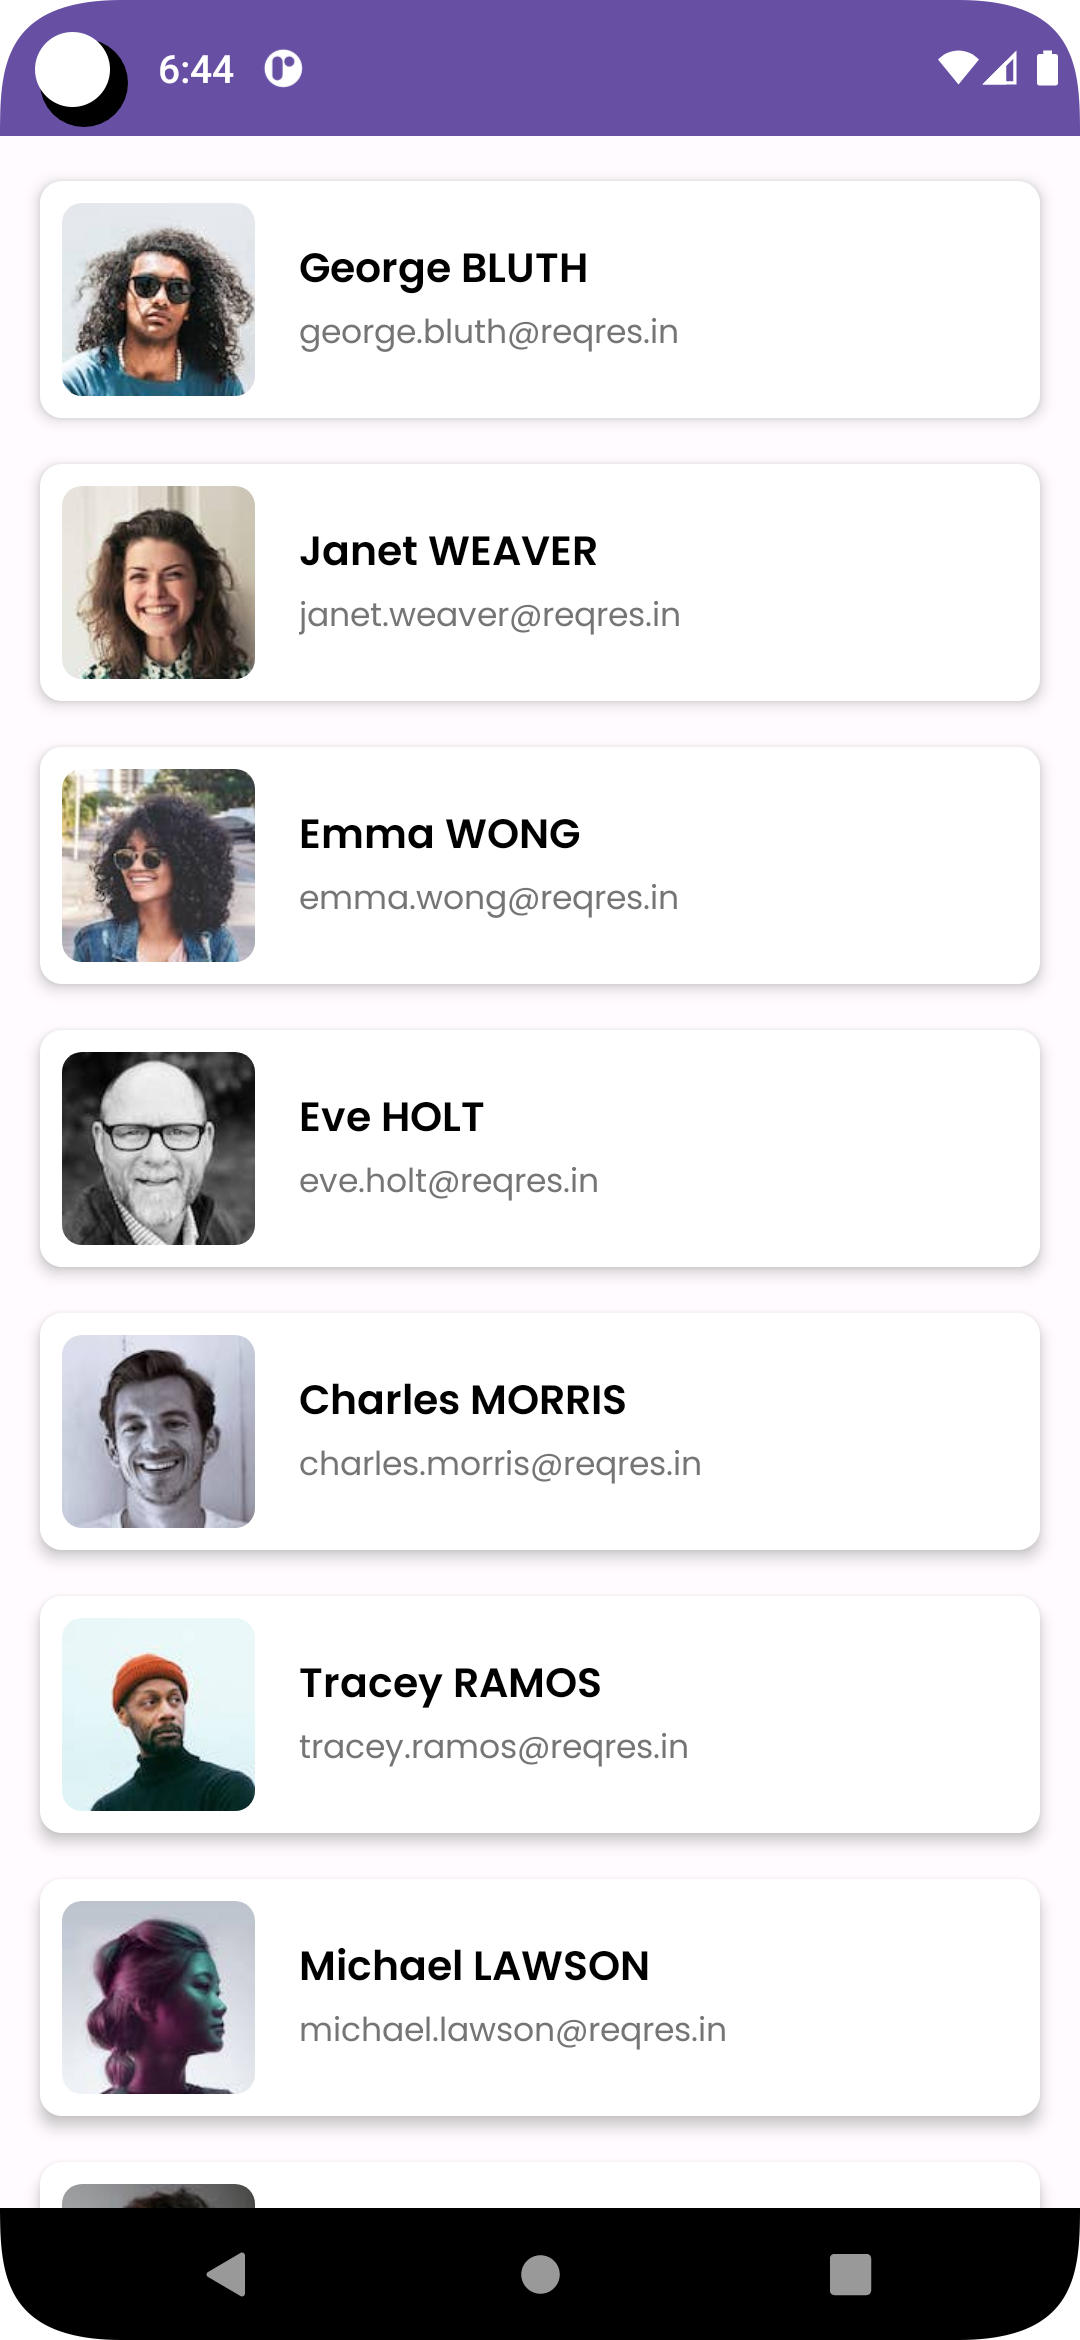 6:44
George BLUTH
george.bluth@reqres.in
Janet WEAVER
janet.weaver@reqres.in
Emma WONG
emma.wong@reqres.in
Eve HOLT
eve.holt@reqres.in
Charles MORRIS
charles.morris@reqres.in
Tracey RAMOS
tracey.ramos@reqres.in
Michael LAWSON
michael.lawson@reqres.in